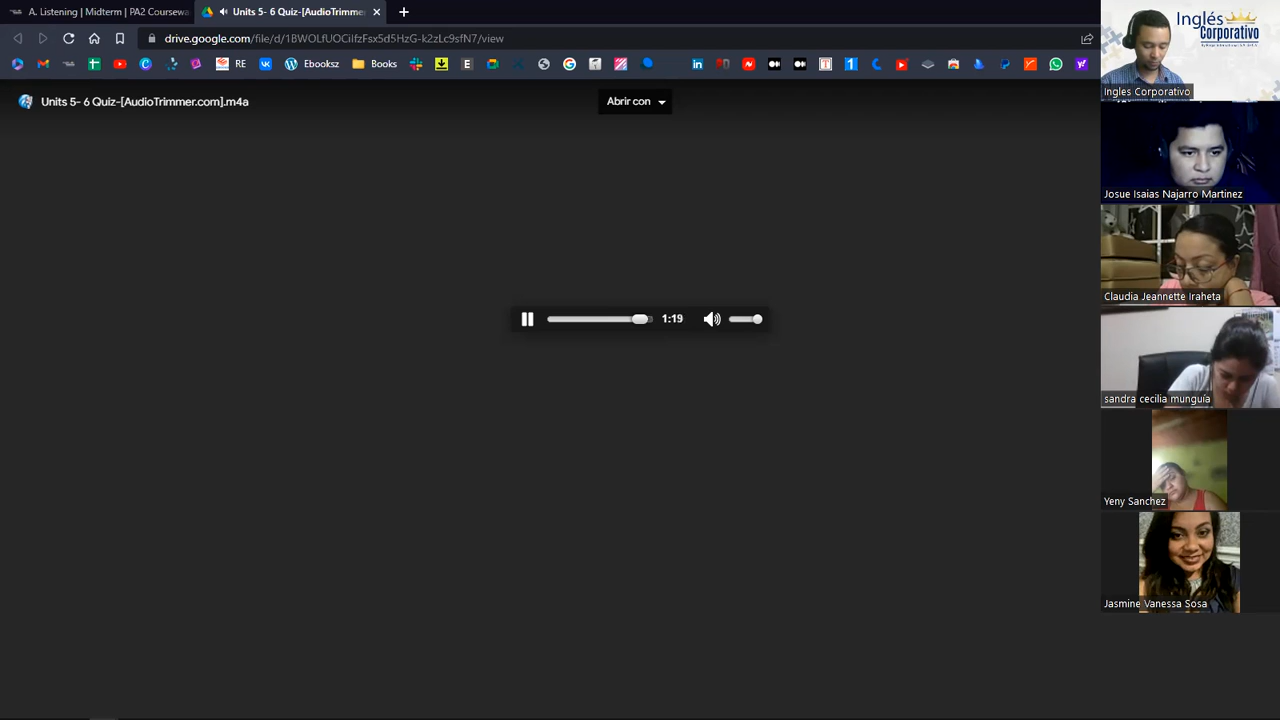 A. Listening | Midterm | PA2 Coursewa
Units 5- 6 Quiz-[AudioTrimmer
drive.google.com/file/d/1BWOLfUOCiIfzFsx5d5HzG-k2zLc9sfN7/view
RE
Ebooksz
Books
Units 5- 6 Quiz-[AudioTrimmer.com].m4a
Abrir con
1:19
Inglés
Corporativo
Ingles Corporativo
Josue Isaias Najarro Martinez
Claudia Jeannette Iraheta
sandra cecilia munguía
Yeny Sanchez
Jasmine Vanessa Sosa